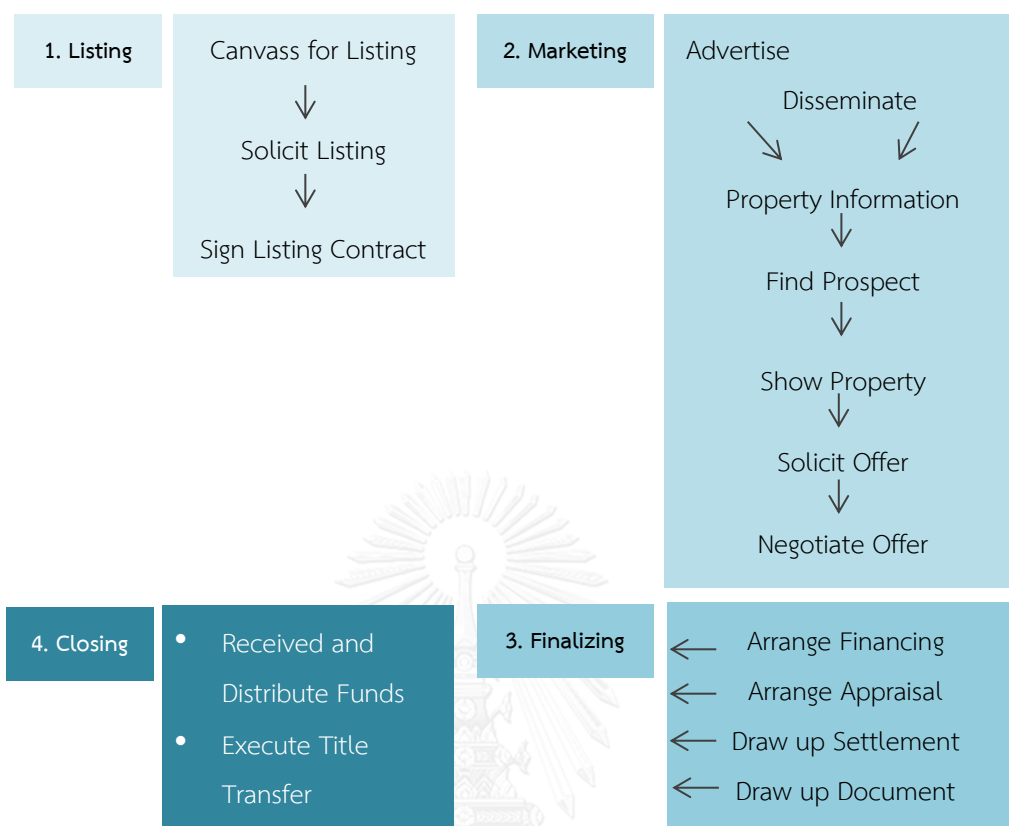 1. Listing
Canvass for Listing
Solicit Listing
Sign Listing Contract
2. Marketing
Advertise
Disseminate
Property Information
Find Prospect
Show Property
Solicit Offer
Negotiate Offer
3. Finalizing
Arrange Financing
Arrange Appraisal
Draw up Settlement
Draw up Document
4. Closing
• Received and
Distribute Funds
• Execute Title
Transfer